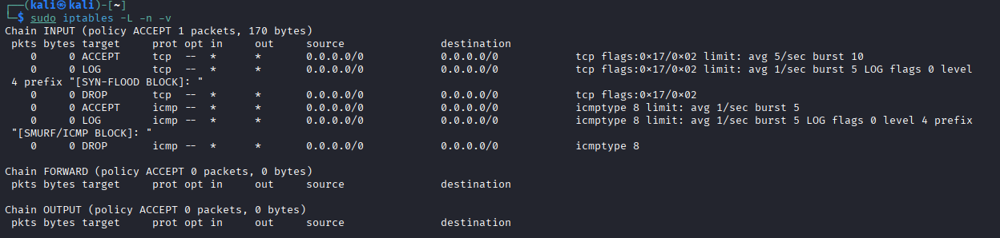 ┌──(kali㉿kali)-[~]
└─$ sudo iptables -L -n -v
Chain INPUT (policy ACCEPT 1 packets, 170 bytes)
 pkts bytes target     prot opt in     out     source               destination
    0     0 ACCEPT     tcp  --  *      *       0.0.0.0/0            0.0.0.0/0            tcp flags:0×17/0×02 limit: avg 5/sec burst 10
    0     0 LOG        tcp  --  *      *       0.0.0.0/0            0.0.0.0/0            tcp flags:0×17/0×02 limit: avg 1/sec burst 5 LOG flags 0 level
 4 prefix "[SYN-FLOOD BLOCK]: "
    0     0 DROP       tcp  --  *      *       0.0.0.0/0            0.0.0.0/0            tcp flags:0×17/0×02
    0     0 ACCEPT     icmp --  *      *       0.0.0.0/0            0.0.0.0/0            icmptype 8 limit: avg 1/sec burst 5
    0     0 LOG        icmp --  *      *       0.0.0.0/0            0.0.0.0/0            icmptype 8 limit: avg 1/sec burst 5 LOG flags 0 level 4 prefix
 "[SMURF/ICMP BLOCK]: "
    0     0 DROP       icmp --  *      *       0.0.0.0/0            0.0.0.0/0            icmptype 8

Chain FORWARD (policy ACCEPT 0 packets, 0 bytes)
 pkts bytes target     prot opt in     out     source               destination

Chain OUTPUT (policy ACCEPT 0 packets, 0 bytes)
 pkts bytes target     prot opt in     out     source               destination